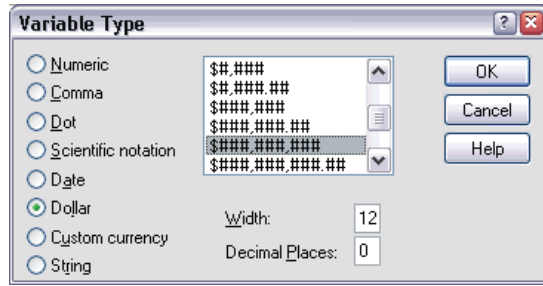 Variable Type
Numeric
Comma
Dot
Scientific notation
Date
Dollar
Custom currency
String
$#,###
$#,###.##
$###,###
$###,###.##
$###,###,###
$###,###,###.##
Width: 12
Decimal Places: 0
OK
Cancel
Help